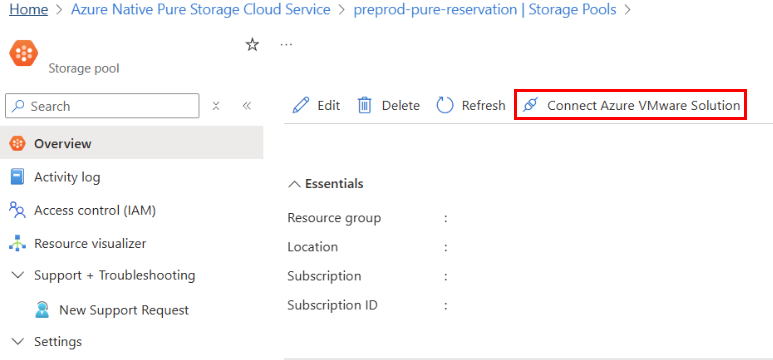 Home > Azure Native Pure Storage Cloud Service > preprod-pure-reservation | Storage Pools >
Storage pool
...
Search
Edit Delete Refresh Connect Azure VMware Solution
Overview
Activity log
Access control (IAM)
Resource visualizer
Support + Troubleshooting
New Support Request
Settings
Essentials
Resource group :
Location :
Subscription :
Subscription ID :